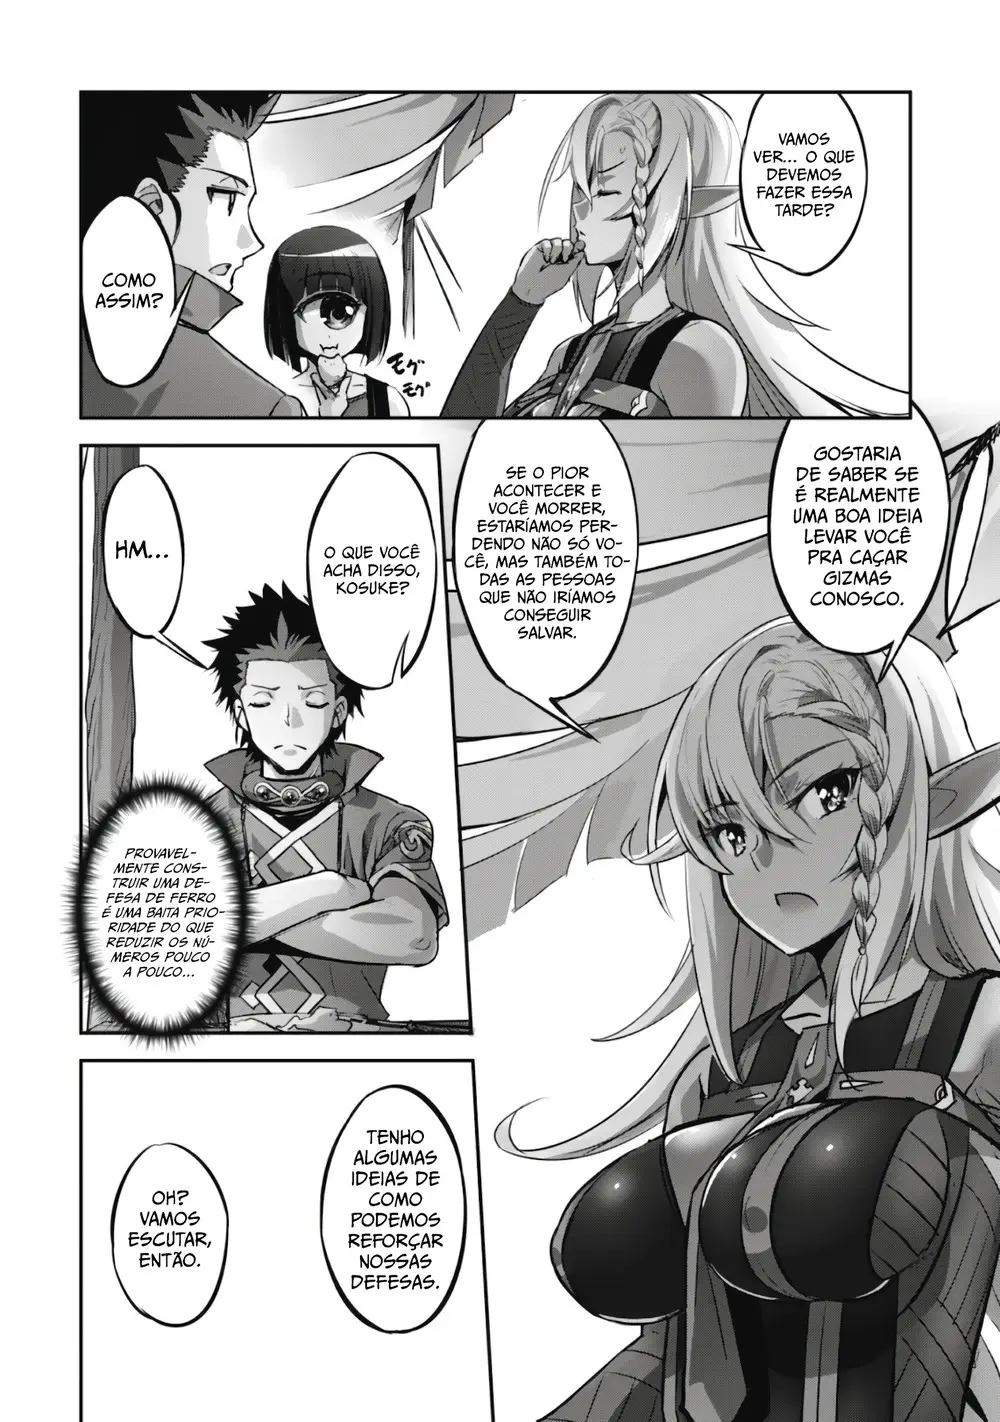 VAMOS
VER... O QUE
DEVEMOS
FAZER ESSA
TARDE?
COMO
ASSIM?
モグ
モグ
GOSTARIA
DE SABER SE
É REALMENTE
UMA BOA IDEIA
LEVAR VOCÊ
PRA CAÇAR
GIZMAS
CONOSCO.
SE O PIOR
ACONTECER E
VOCÊ MORRER,
ESTARÍAMOS PER-
DENDO NÃO SÓ VO-
CÊ, MAS TAMBÉM TO-
DAS AS PESSOAS
QUE NÃO IRÍAMOS
CONSEGUIR
SALVAR.
O QUE VOCÊ
ACHA DISSO,
KOSUKE?
HM...
PROVAVEL-
MENTE CONS-
TRUIR UMA DE-
FESA DE FERRO
É UMA BAITA PRIO-
RIDADE DO QUE
REDUZIR OS NÚ-
MEROS POUCO
A POUCO...
TENHO
ALGUMAS
IDEIAS DE
COMO
PODEMOS
REFORÇAR
NOSSAS
DEFESAS.
OH?
VAMOS
ESCUTAR,
ENTÃO.